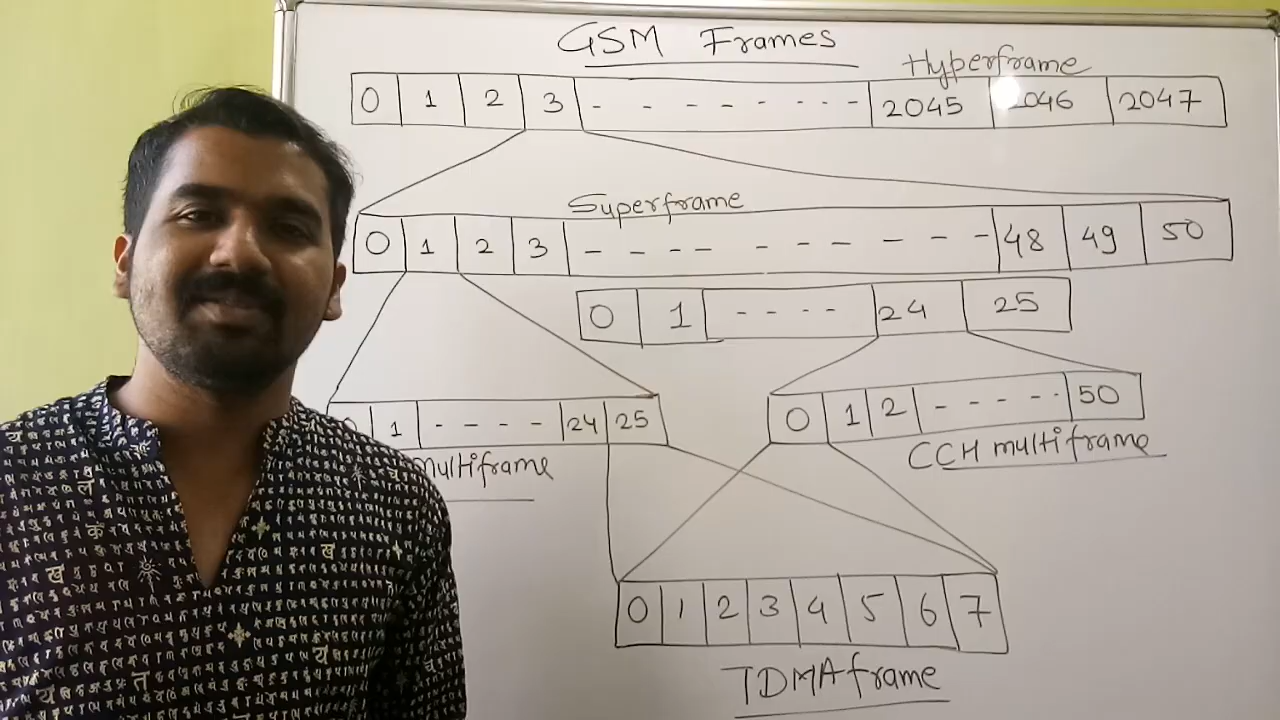 GSM Frames
Hyperframe
0 1 2 3 - - - - - - - - 2045 2046 2047
Superframe
0 1 2 3 - - - - - - - - - - 48 49 50
0 1 - - - - 24 25
1 - - - - 24 25
0 1 2 - - - - - 50
multiframe
CCH multiframe
0 1 2 3 4 5 6 7
TDMA frame